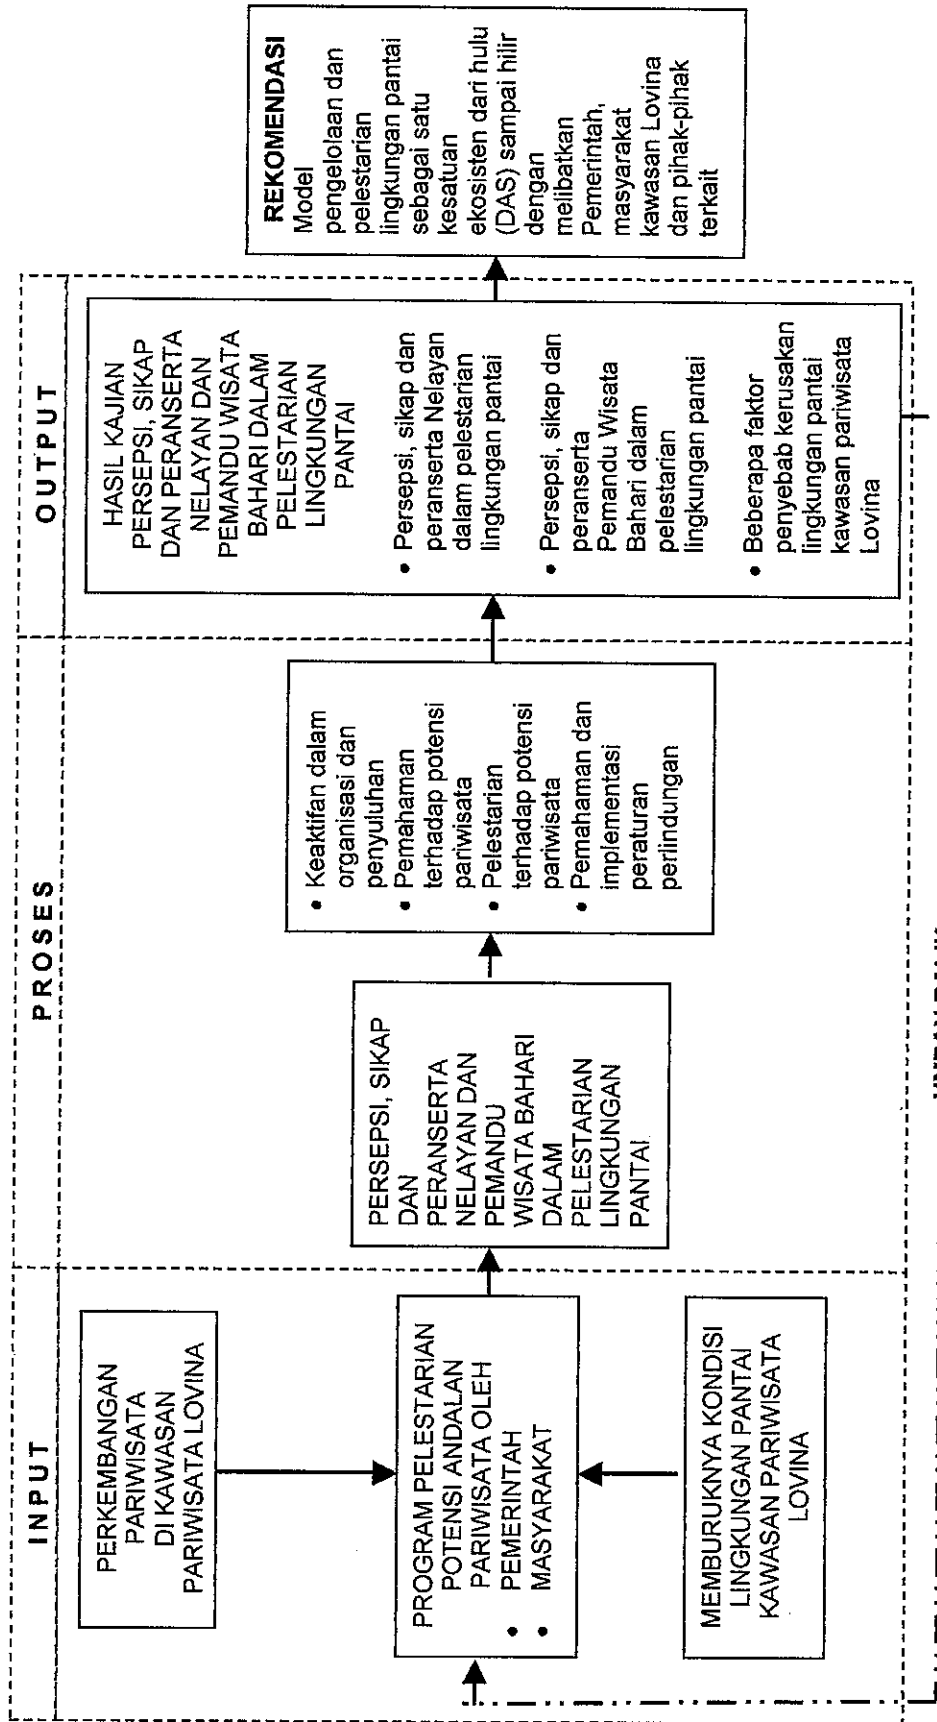 INPUT
PROSES
OUTPUT
PERKEMBANGAN
PARIWISATA
DI KAWASAN
PARIWISATA LOVINA
PROGRAM PELESTARIAN
POTENSI ANDALAN
PARIWISATA OLEH
• PEMERINTAH
• MASYARAKAT
MEMBURUKNYA KONDISI
LINGKUNGAN PANTAI
KAWASAN PARIWISATA
LOVINA
PERSEPSI, SIKAP
DAN
PERANSERTA
NELAYAN DAN
PEMANDU
WISATA BAHARI
DALAM
PELESTARIAN
LINGKUNGAN
PANTAI
• Keaktifan dalam
organisasi dan
penyuluhan
• Pemahaman
terhadap potensi
pariwisata
• Pelestarian
terhadap potensi
pariwisata
• Pemahaman dan
implementasi
peraturan
perlindungan
HASIL KAJIAN
PERSEPSI, SIKAP
DAN PERANSERTA
NELAYAN DAN
PEMANDU WISATA
BAHARI DALAM
PELESTARIAN
LINGKUNGAN
PANTAI
• Persepsi, sikap dan
peranserta Nelayan
dalam pelestarian
lingkungan pantai
• Persepsi, sikap dan
peranserta
Pemandu Wisata
Bahari dalam
pelestarian
lingkungan pantai
• Beberapa faktor
penyebab kerusakan
lingkungan pantai
kawasan pariwisata
Lovina
REKOMENDASI
Model
pengelolaan dan
pelestarian
lingkungan pantai
sebagai satu
kesatuan
ekosisten dari hulu
(DAS) sampai hilir
dengan
melibatkan
Pemerintah,
masyarakat
kawasan Lovina
dan pihak-pihak
terkait